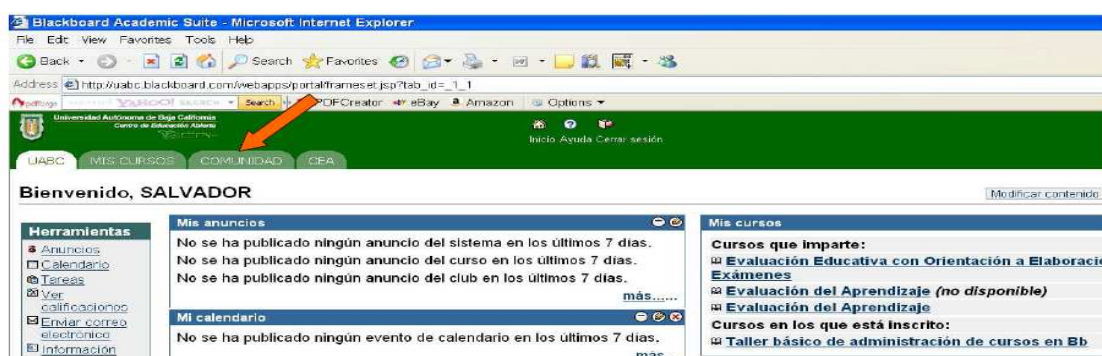 Blackboard Academic Suite - Microsoft Internet Explorer
File Edit View Favorites Tools Help
Back Search Favorites
Address http://uabc.blackboard.com/webapps/portal/frameset.jsp?tab_id=_1_1
Search PDFCreator eBay Amazon Options
Universidad Autónoma de Baja California
Centro de Educación Abierta
Inicio Ayuda Cerrar sesión
UABC MIS CURSOS COMUNIDAD CEA
Bienvenido, SALVADOR
Modificar contenido
Herramientas
Anuncios
Calendario
Tareas
Ver
calificaciones
Enviar correo
electrónico
Información
Mis anuncios
No se ha publicado ningún anuncio del sistema en los últimos 7 días.
No se ha publicado ningún anuncio del curso en los últimos 7 días.
No se ha publicado ningún anuncio del club en los últimos 7 días.
más......
Mi calendario
No se ha publicado ningún evento de calendario en los últimos 7 días.
más...
Mis cursos
Cursos que imparte:
Evaluación Educativa con Orientación a Elaboració
Exámenes
Evaluación del Aprendizaje (no disponible)
Evaluación del Aprendizaje
Cursos en los que está inscrito:
Taller básico de administración de cursos en Bb